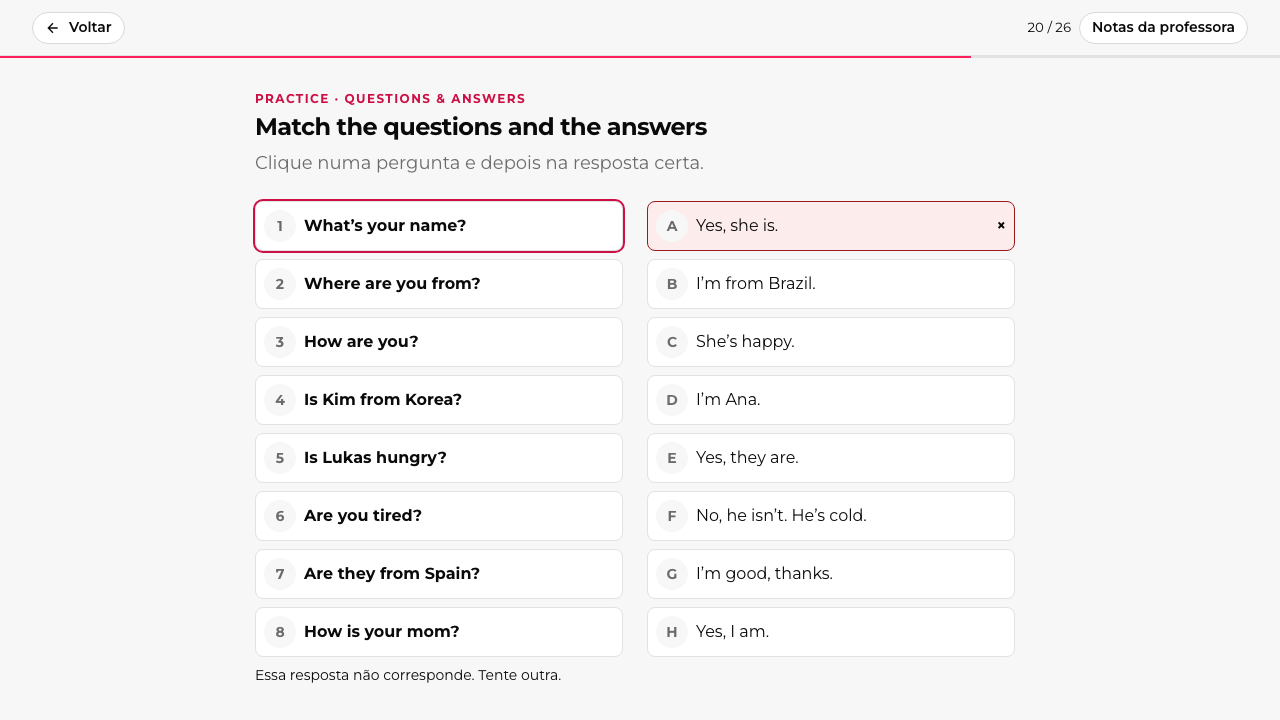 Voltar
20 / 26
Notas da professora
PRACTICE · QUESTIONS & ANSWERS
Match the questions and the answers
Clique numa pergunta e depois na resposta certa.
1 What’s your name?
A Yes, she is.
2 Where are you from?
B I’m from Brazil.
3 How are you?
C She’s happy.
4 Is Kim from Korea?
D I’m Ana.
5 Is Lukas hungry?
E Yes, they are.
6 Are you tired?
F No, he isn’t. He’s cold.
7 Are they from Spain?
G I’m good, thanks.
8 How is your mom?
H Yes, I am.
Essa resposta não corresponde. Tente outra.